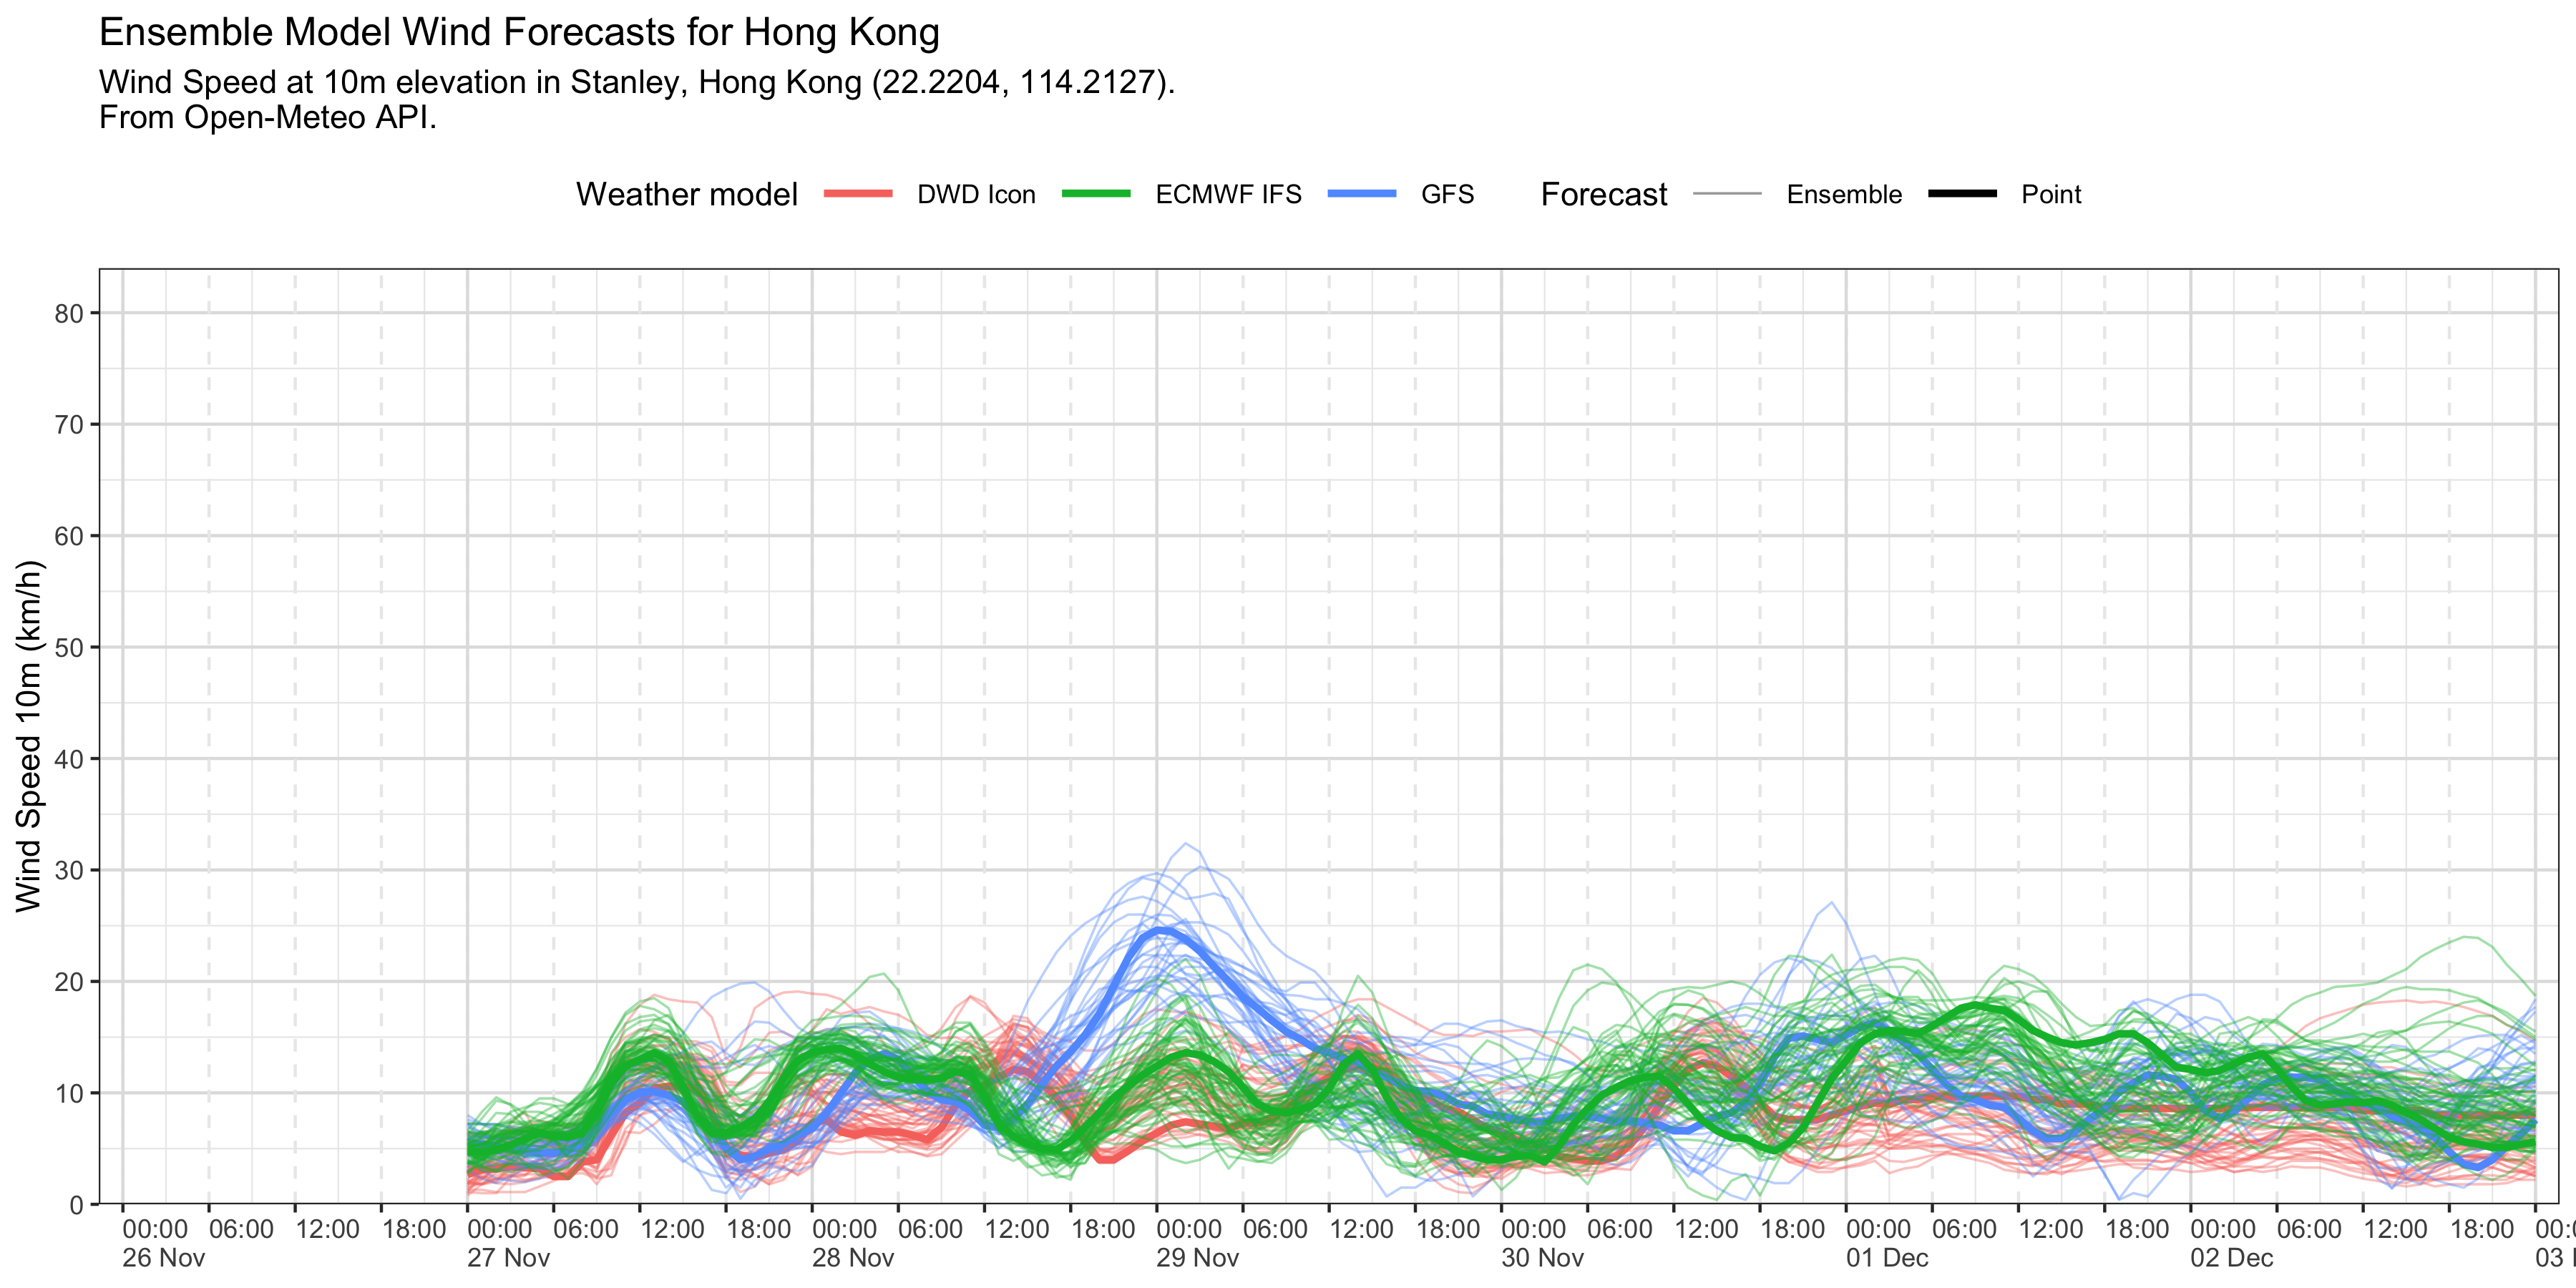 Ensemble Model Wind Forecasts for Hong Kong
Wind Speed at 10m elevation in Stanley, Hong Kong (22.2204, 114.2127).
From Open-Meteo API.
Weather model DWD Icon ECMWF IFS GFS Forecast Ensemble Point
Wind Speed 10m (km/h)
80
70
60
50
40
30
20
10
0
00:00 06:00 12:00 18:00 00:00 06:00 12:00 18:00 00:00 06:00 12:00 18:00 00:00 06:00 12:00 18:00 00:00 06:00 12:00 18:00 00:00 06:00 12:00 18:00 00:00 06:00 12:00 18:00
26 Nov 27 Nov 28 Nov 29 Nov 30 Nov 01 Dec 02 Dec 03